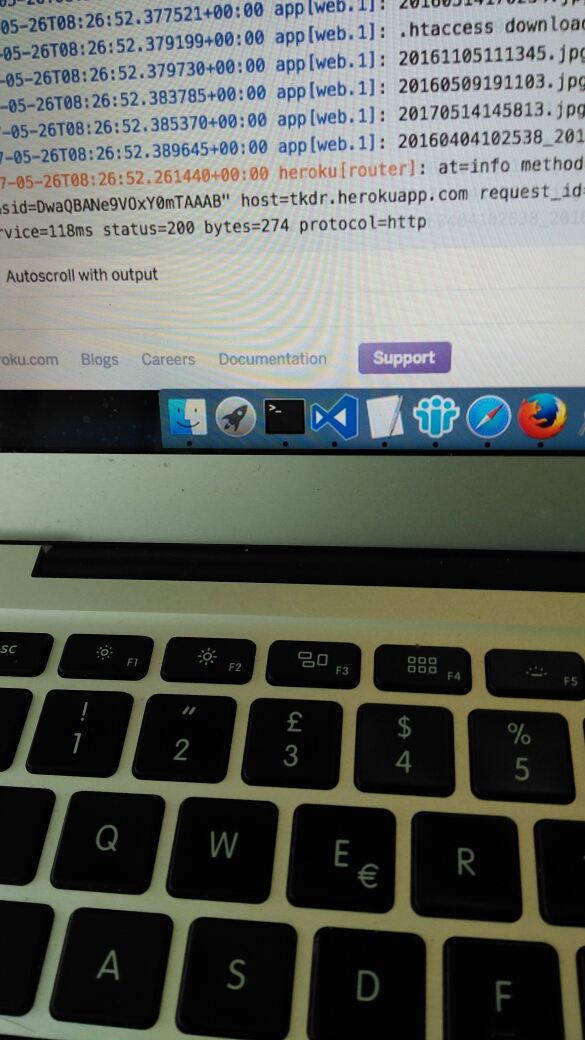 05-26T08:26:52.377521+00:00 app[web.1]:
-05-26T08:26:52.379199+00:00 app[web.1]: .htaccess download
-05-26T08:26:52.379730+00:00 app[web.1]: 20161105111345.jpg
-05-26T08:26:52.383785+00:00 app[web.1]: 20160509191103.jpg
-05-26T08:26:52.385370+00:00 app[web.1]: 20170514145813.jpg
7-05-26T08:26:52.389645+00:00 app[web.1]: 20160404102538_201
7-05-26T08:26:52.261440+00:00 heroku[router]: at=info method
sid=DwaQBANe9VOxY0mTAAAB" host=tkdr.herokuapp.com request_id=
rvice=118ms status=200 bytes=274 protocol=http
Autoscroll with output
oku.com Blogs Careers Documentation Support
>_
sc F1 F2 F3 F4 F5
! " £ $ %
1 2 3 4 5
Q W E € R
A S D F